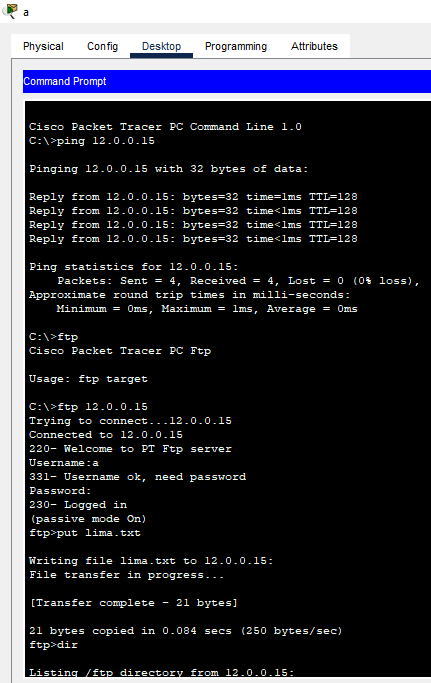 a
Physical Config Desktop Programming Attributes
Command Prompt
Cisco Packet Tracer PC Command Line 1.0
C:\>ping 12.0.0.15
Pinging 12.0.0.15 with 32 bytes of data:
Reply from 12.0.0.15: bytes=32 time=1ms TTL=128
Reply from 12.0.0.15: bytes=32 time<1ms TTL=128
Reply from 12.0.0.15: bytes=32 time<1ms TTL=128
Reply from 12.0.0.15: bytes=32 time<1ms TTL=128
Ping statistics for 12.0.0.15:
Packets: Sent = 4, Received = 4, Lost = 0 (0% loss),
Approximate round trip times in milli-seconds:
Minimum = 0ms, Maximum = 1ms, Average = 0ms
C:\>ftp
Cisco Packet Tracer PC Ftp
Usage: ftp target
C:\>ftp 12.0.0.15
Trying to connect...12.0.0.15
Connected to 12.0.0.15
220- Welcome to PT Ftp server
Username:a
331- Username ok, need password
Password:
230- Logged in
(passive mode On)
ftp>put lima.txt
Writing file lima.txt to 12.0.0.15:
File transfer in progress...
[Transfer complete - 21 bytes]
21 bytes copied in 0.084 secs (250 bytes/sec)
ftp>dir
Listing /ftp directory from 12.0.0.15: